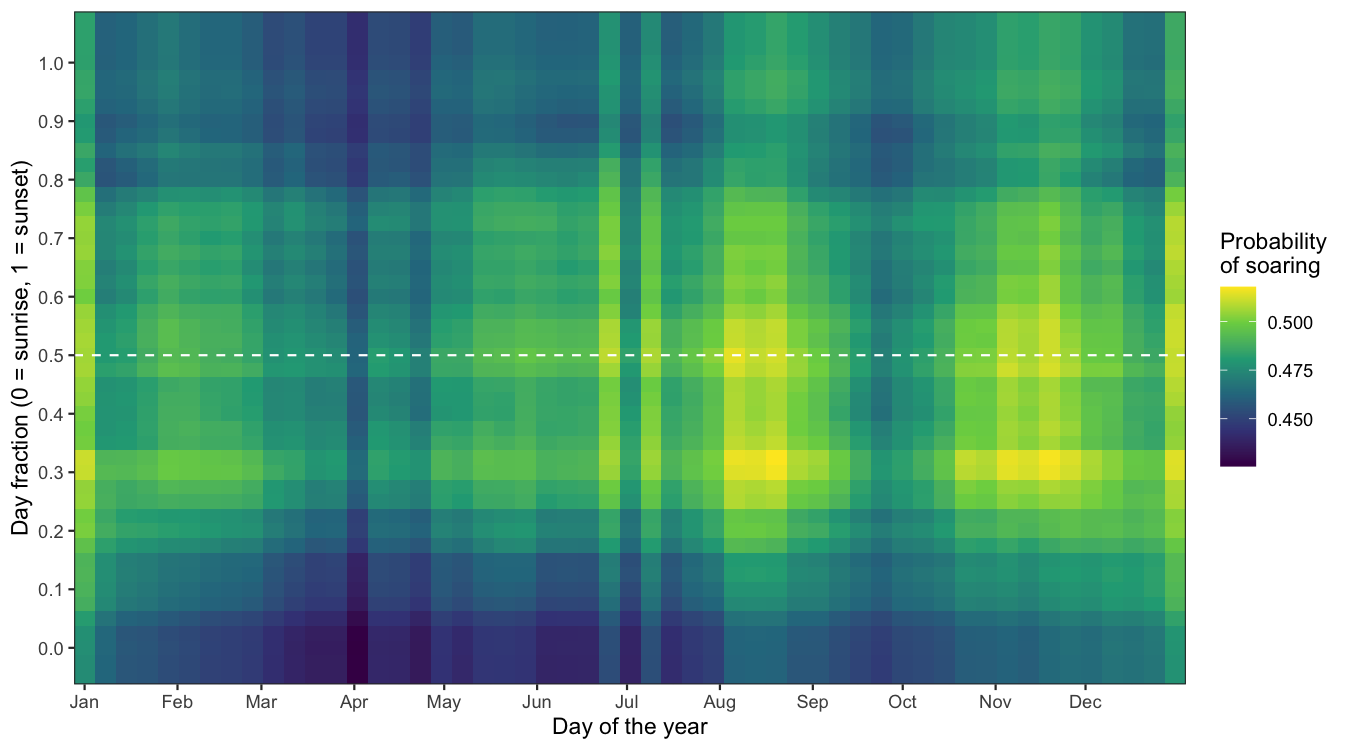 1.0
0.9
0.8
0.7
0.6
0.5
0.4
0.3
0.2
0.1
0.0
Day fraction (0 = sunrise, 1 = sunset)
Jan Feb Mar Apr May Jun Jul Aug Sep Oct Nov Dec
Day of the year
Probability
of soaring
0.500
0.475
0.450